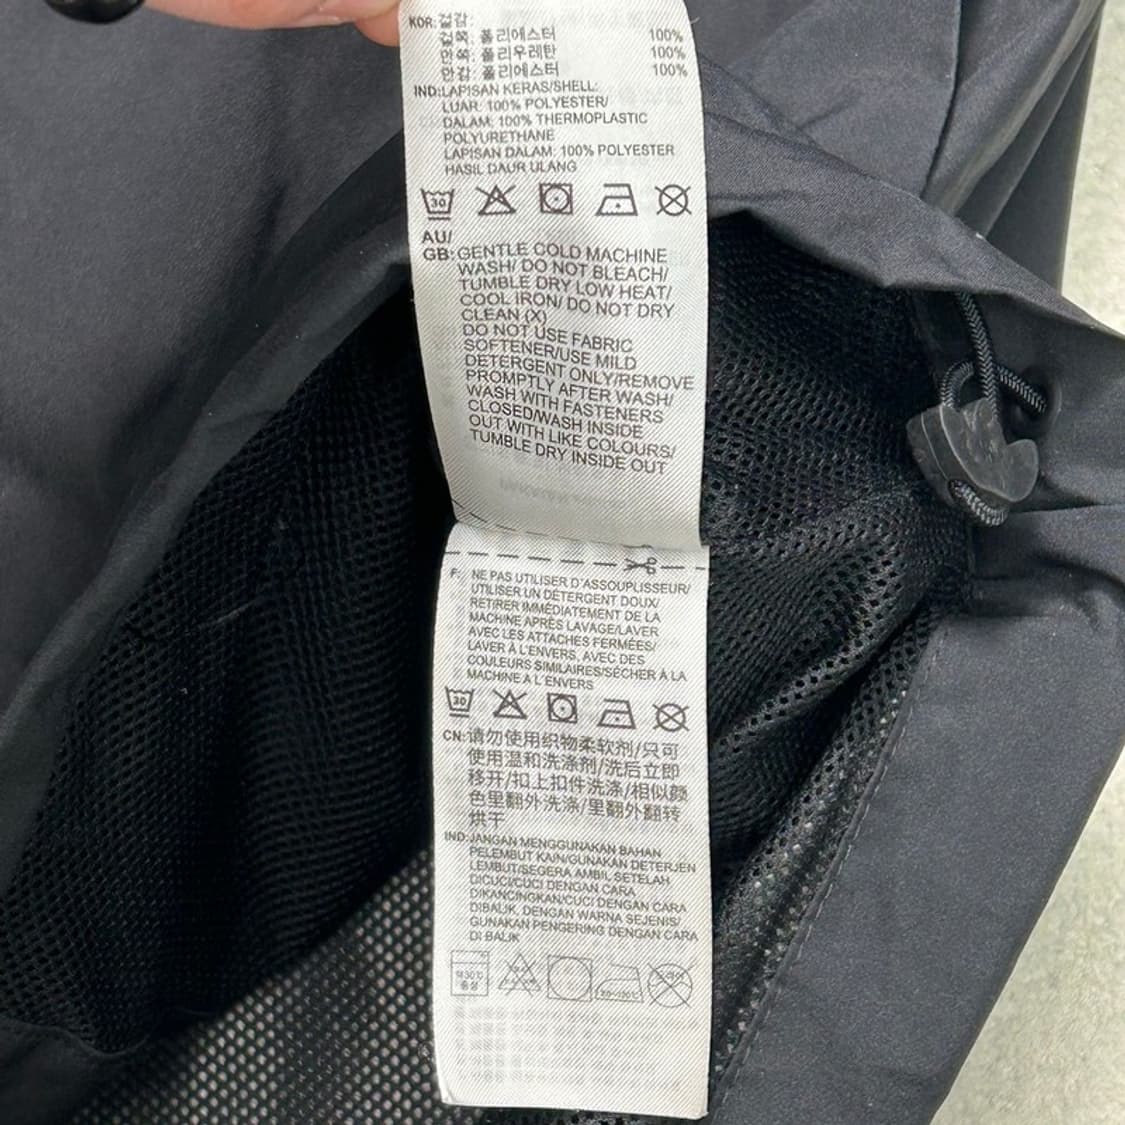 KOR: 겉감:
겉쪽: 폴리에스터 100%
안쪽: 폴리우레탄 100%
안감: 폴리에스터 100%
IND: LAPISAN KERAS/SHELL:
LUAR: 100% POLYESTER/
DALAM: 100% THERMOPLASTIC
POLYURETHANE
LAPISAN DALAM: 100% POLYESTER
HASIL DAUR ULANG
30
AU/
GB: GENTLE COLD MACHINE
WASH/ DO NOT BLEACH/
TUMBLE DRY LOW HEAT/
COOL IRON/ DO NOT DRY
CLEAN (X)
DO NOT USE FABRIC
SOFTENER/USE MILD
DETERGENT ONLY/REMOVE
PROMPTLY AFTER WASH/
WASH WITH FASTENERS
CLOSED/WASH INSIDE
OUT WITH LIKE COLOURS/
TUMBLE DRY INSIDE OUT
F: NE PAS UTILISER D'ASSOUPLISSEUR/
UTILISER UN DÉTERGENT DOUX/
RETIRER IMMÉDIATEMENT DE LA
MACHINE APRÈS LAVAGE/LAVER
AVEC LES ATTACHES FERMÉES/
LAVER À L'ENVERS, AVEC DES
COULEURS SIMILAIRES/SÉCHER À LA
MACHINE A L'ENVERS
30
CN: 请勿使用织物柔软剂/只可
使用温和洗涤剂/洗后立即
移开/扣上扣件洗涤/相似颜
色里翻外洗涤/里翻外翻转
烘干
IND: JANGAN MENGGUNAKAN BAHAN
PELEMBUT KAIN/GUNAKAN DETERJEN
LEMBUT/SEGERA AMBIL SETELAH
DICUCI/CUCI DENGAN CARA
DIKANCINGKAN/CUCI DENGAN CARA
DIBALIK, DENGAN WARNA SEJENIS/
GUNAKAN PENGERING DENGAN CARA
DI BALIK
약30℃
중성